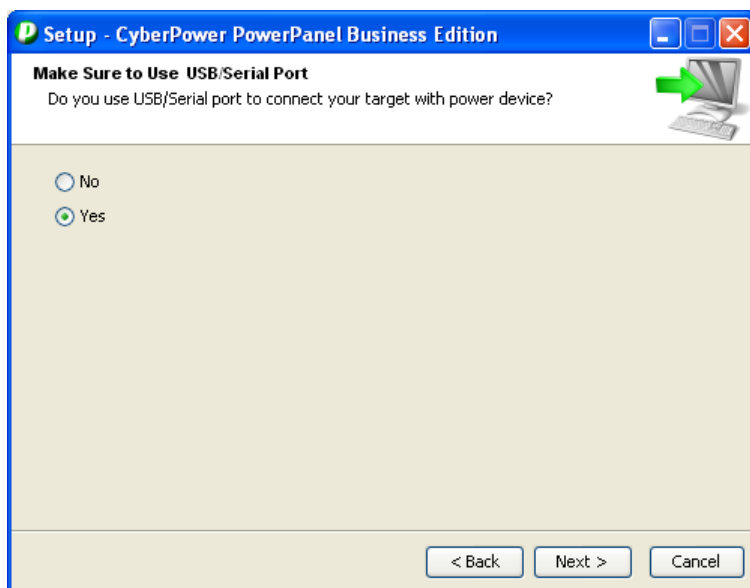 Setup - CyberPower PowerPanel Business Edition
Make Sure to Use USB/Serial Port
Do you use USB/Serial port to connect your target with power device?
No
Yes
< Back
Next >
Cancel